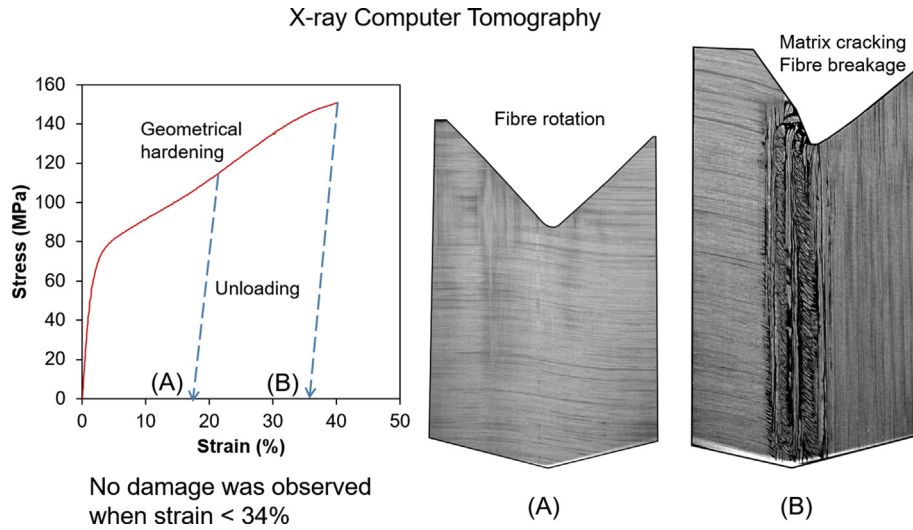 X-ray Computer Tomography
160
140
120
100
80
60
40
20
0
0
10
20
30
40
50
Stress (MPa)
Strain (%)
Geometrical
hardening
Unloading
(A)
(B)
No damage was observed
when strain < 34%
Fibre rotation
(A)
Matrix cracking
Fibre breakage
(B)